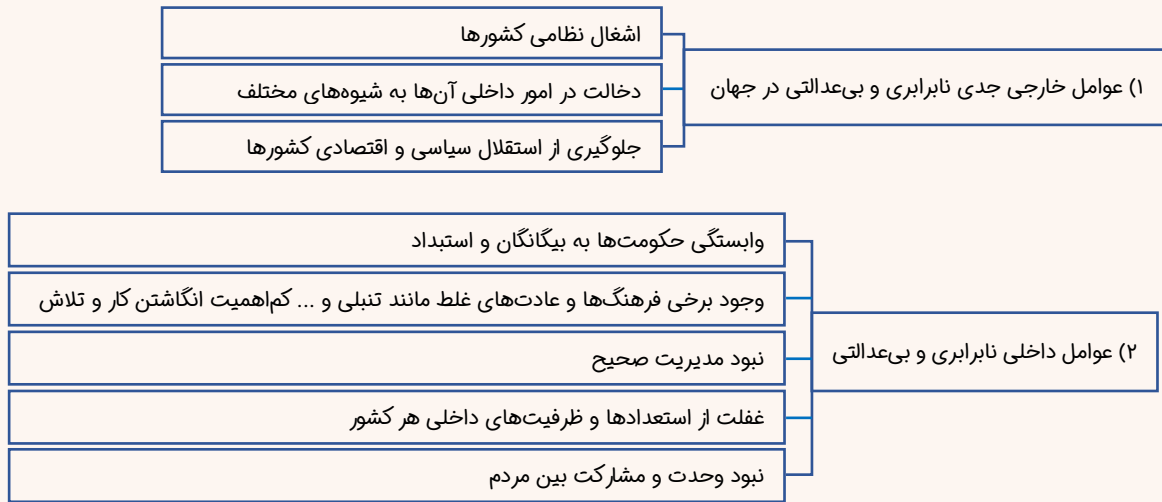 ۱) عوامل خارجی جدی نابرابری و بی‌عدالتی در جهان
اشغال نظامی کشورها
دخالت در امور داخلی آن‌ها به شیوه‌های مختلف
جلوگیری از استقلال سیاسی و اقتصادی کشورها
۲) عوامل داخلی نابرابری و بی‌عدالتی
وابستگی حکومت‌ها به بیگانگان و استبداد
وجود برخی فرهنگ‌ها و عادت‌های غلط مانند تنبلی و ... کم‌اهمیت انگاشتن کار و تلاش
نبود مدیریت صحیح
غفلت از استعدادها و ظرفیت‌های داخلی هر کشور
نبود وحدت و مشارکت بین مردم